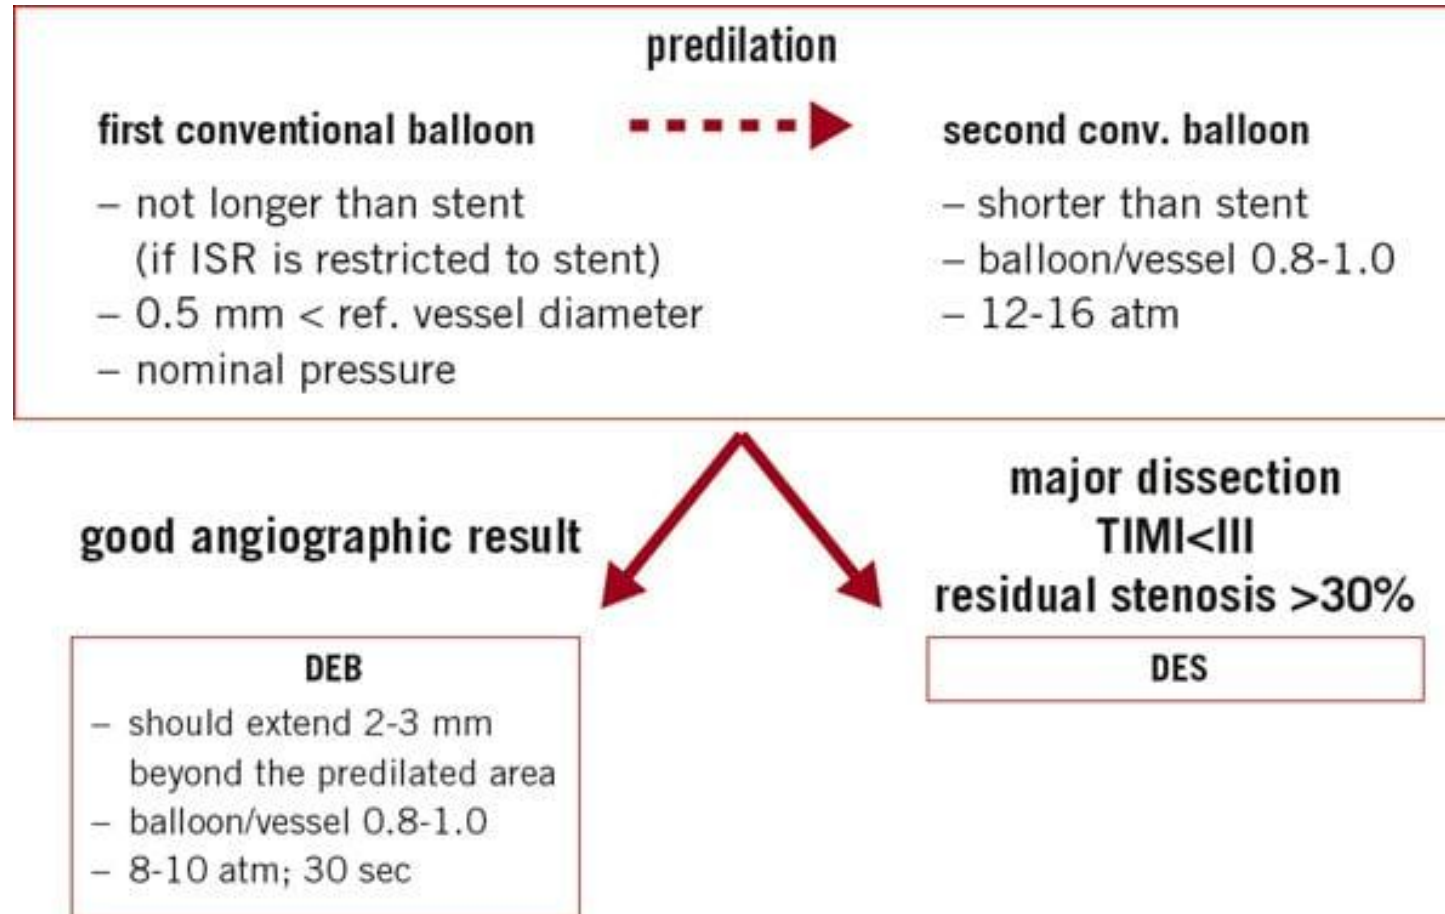 predilation
first conventional balloon
– not longer than stent
(if ISR is restricted to stent)
– 0.5 mm < ref. vessel diameter
– nominal pressure
second conv. balloon
– shorter than stent
– balloon/vessel 0.8-1.0
– 12-16 atm
good angiographic result
major dissection
TIMI<III
residual stenosis >30%
DEB
– should extend 2-3 mm
beyond the predilated area
– balloon/vessel 0.8-1.0
– 8-10 atm; 30 sec
DES